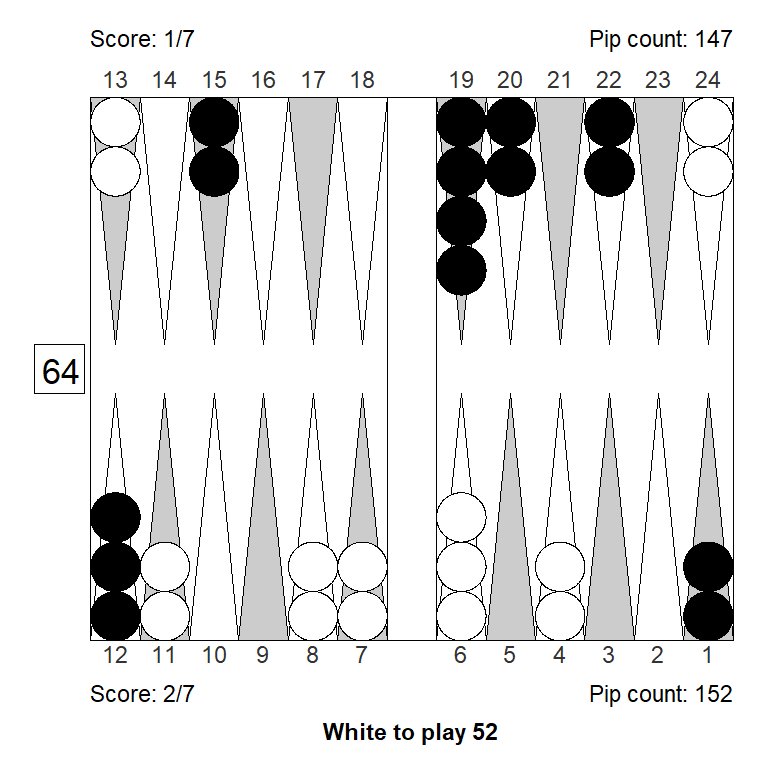 Score: 1/7 Pip count: 147
13 14 15 16 17 18 19 20 21 22 23 24
64
12 11 10 9 8 7 6 5 4 3 2 1
Score: 2/7 Pip count: 152
White to play 52